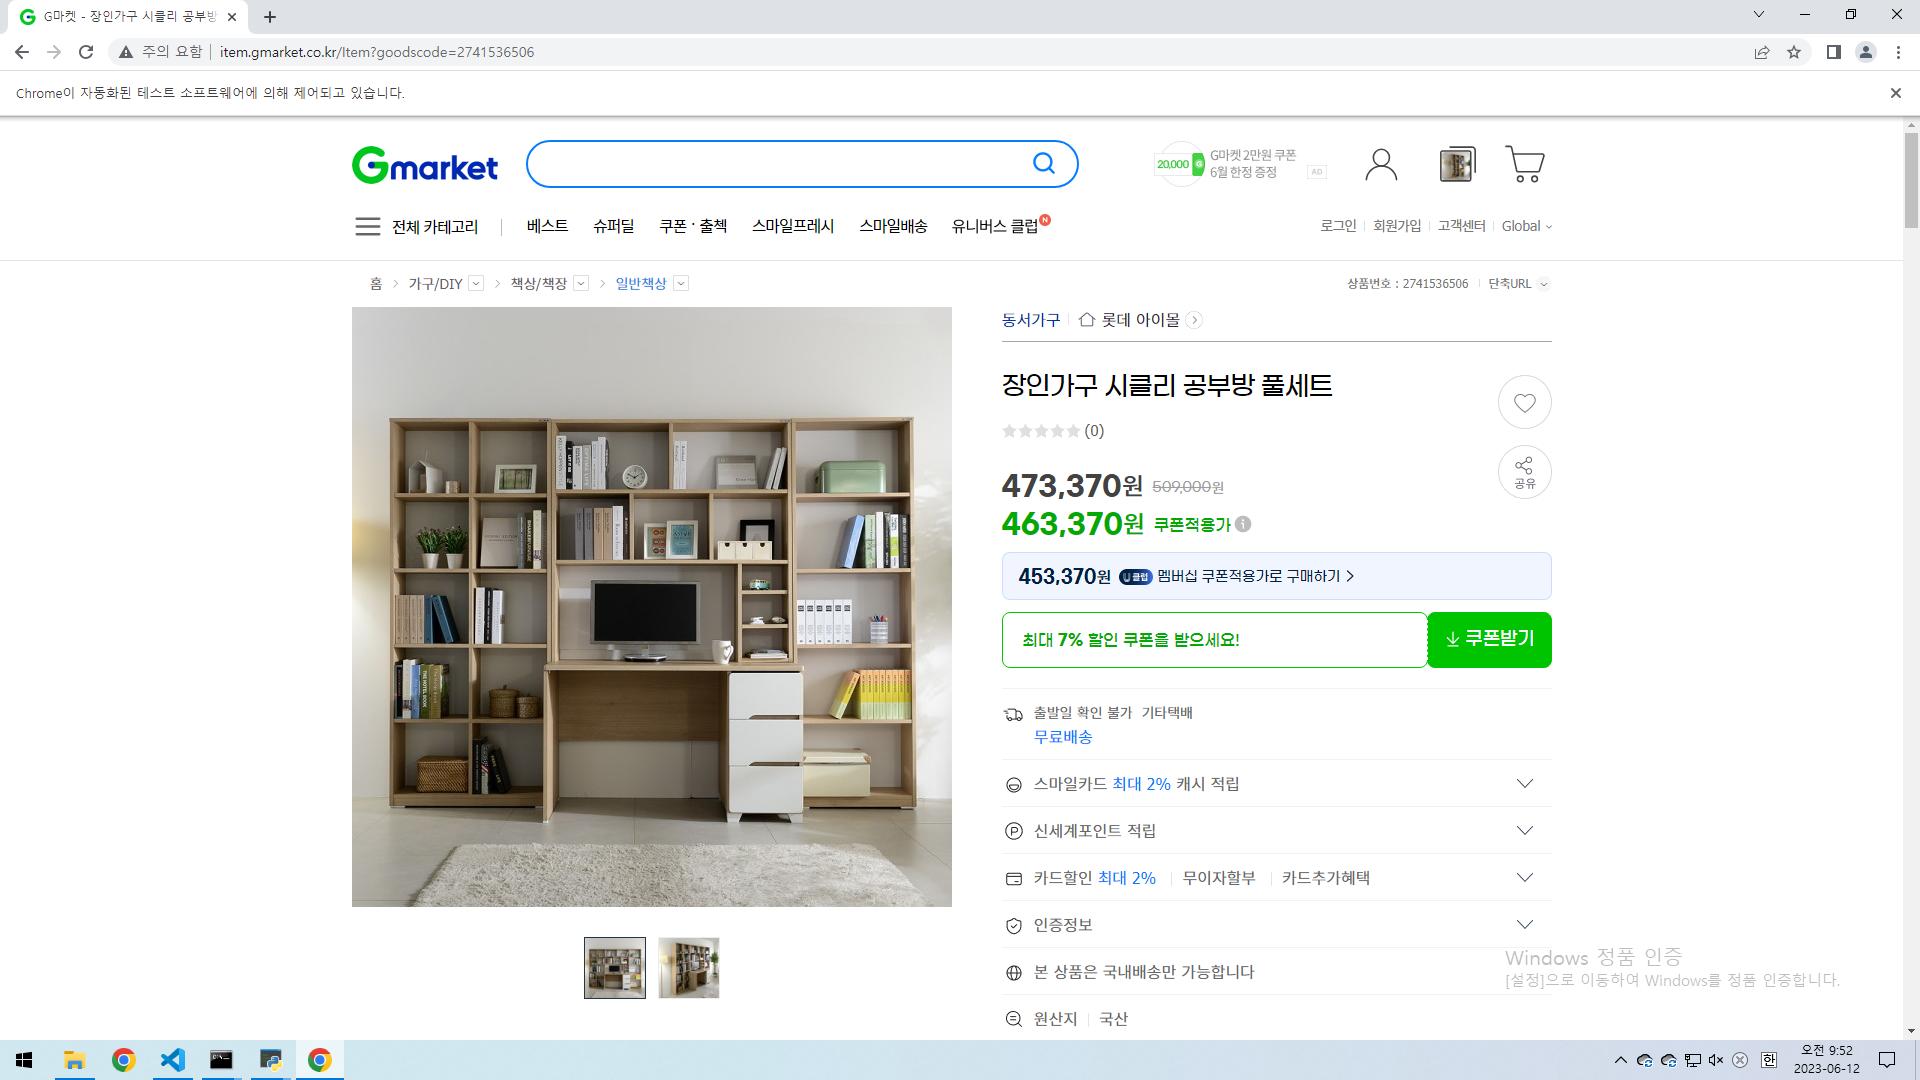 G마켓 - 장인가구 시클리 공부방
주의 요함 item.gmarket.co.kr/Item?goodscode=2741536506
Chrome이 자동화된 테스트 소프트웨어에 의해 제어되고 있습니다.
Gmarket
20,000 G마켓 2만원 쿠폰
6월 한정 증정 AD
전체 카테고리 베스트 슈퍼딜 쿠폰·출첵 스마일프레시 스마일배송 유니버스 클럽 N
로그인 회원가입 고객센터 Global
홈 가구/DIY 책상/책장 일반책상
상품번호 : 2741536506 단축URL
동서가구 롯데 아이몰
장인가구 시클리 공부방 풀세트
(0)
공유
473,370원 509,000원
463,370원 쿠폰적용가
453,370원 U클럽 멤버십 쿠폰적용가로 구매하기
최대 7% 할인 쿠폰을 받으세요! 쿠폰받기
출발일 확인 불가 기타택배
무료배송
스마일카드 최대 2% 캐시 적립
신세계포인트 적립
카드할인 최대 2% 무이자할부 카드추가혜택
인증정보
본 상품은 국내배송만 가능합니다
원산지 국산
Windows 정품 인증
[설정]으로 이동하여 Windows를 정품 인증합니다.
한
오전 9:52
2023-06-12